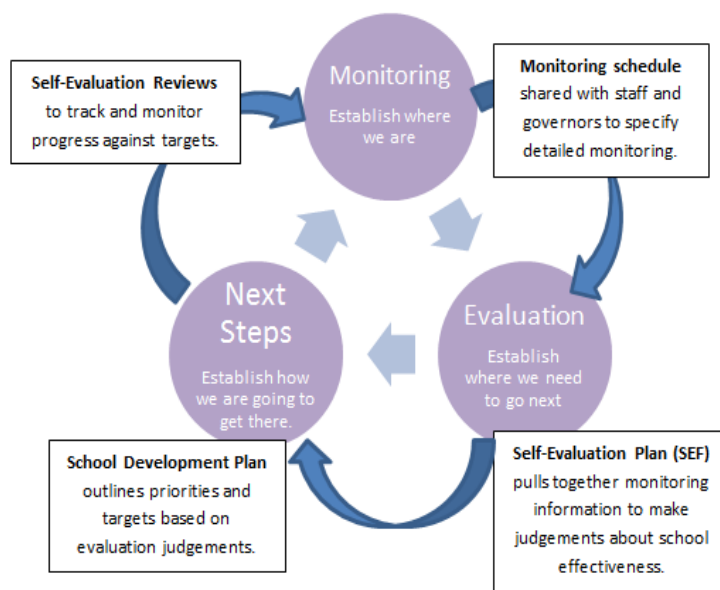 Monitoring
Establish where
we are
Self-Evaluation Reviews
to track and monitor
progress against targets.
Monitoring schedule
shared with staff and
governors to specify
detailed monitoring.
Next
Steps
Establish how
we are going to
get there.
Evaluation
Establish
where we need
to go next
School Development Plan
outlines priorities and
targets based on
evaluation judgements.
Self-Evaluation Plan (SEF)
pulls together monitoring
information to make
judgements about school
effectiveness.